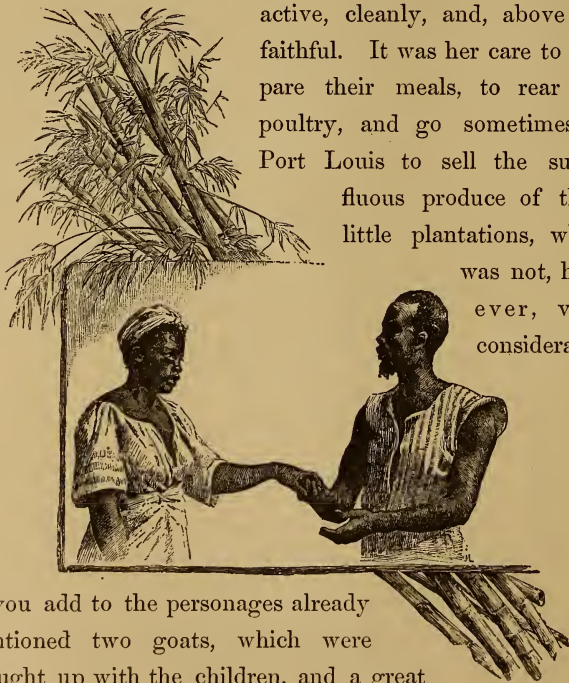 active, cleanly, and, above
faithful. It was her care to
pare their meals, to rear
poultry, and go sometimes
Port Louis to sell the su
fluous produce of t
little plantations, w
was not, h
ever, v
considera
you add to the personages already
ntioned two goats, which were
ught up with the children, and a great